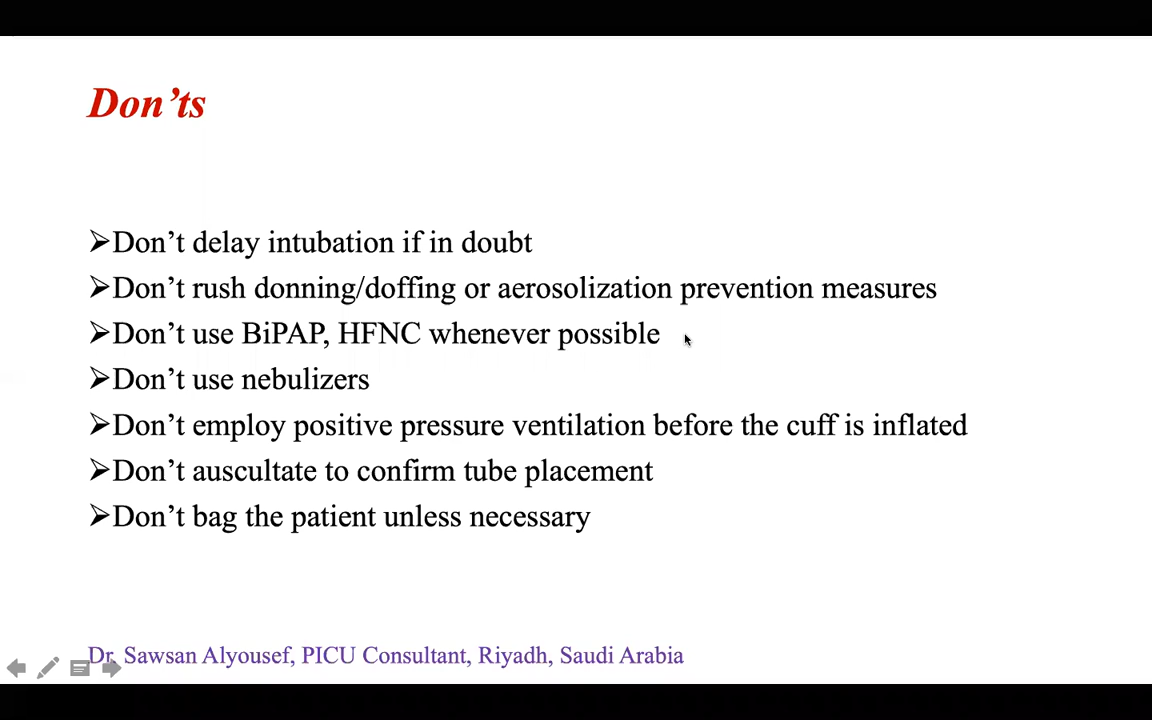 Don’ts
➢Don’t delay intubation if in doubt
➢Don’t rush donning/doffing or aerosolization prevention measures
➢Don’t use BiPAP, HFNC whenever possible
➢Don’t use nebulizers
➢Don’t employ positive pressure ventilation before the cuff is inflated
➢Don’t auscultate to confirm tube placement
➢Don’t bag the patient unless necessary
Dr. Sawsan Alyousef, PICU Consultant, Riyadh, Saudi Arabia